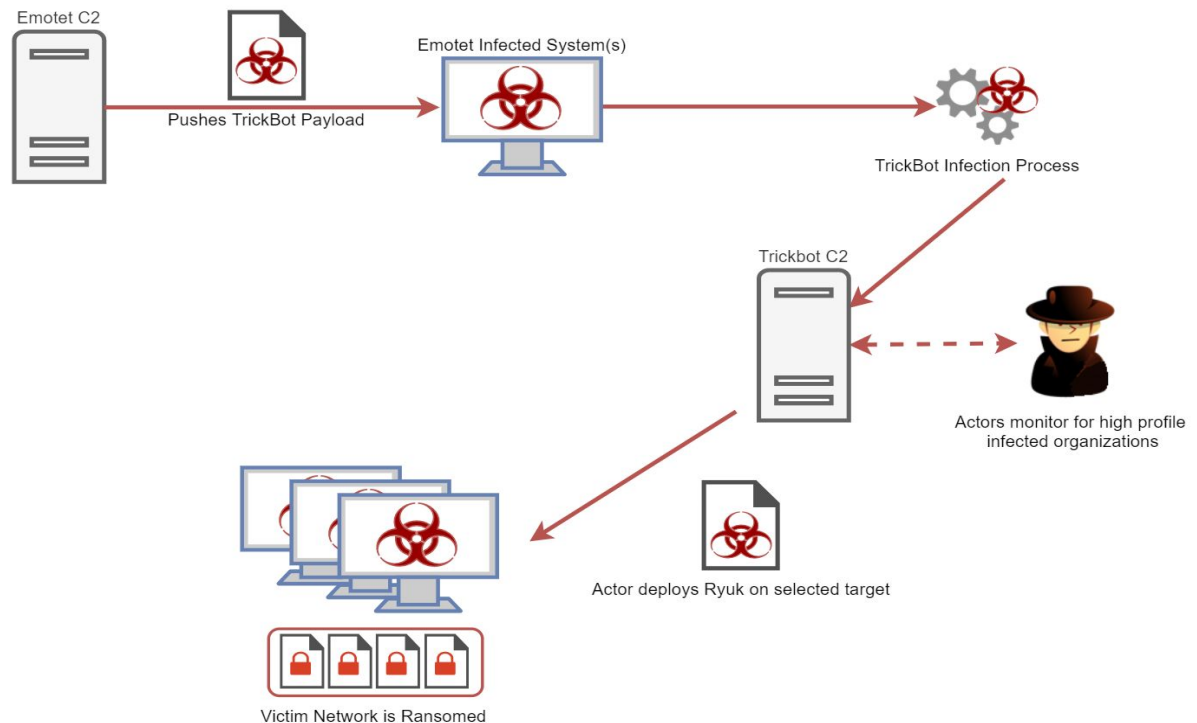 Emotet C2
Emotet Infected System(s)
Pushes TrickBot Payload
TrickBot Infection Process
Trickbot C2
Actors monitor for high profile
infected organizations
Actor deploys Ryuk on selected target
Victim Network is Ransomed